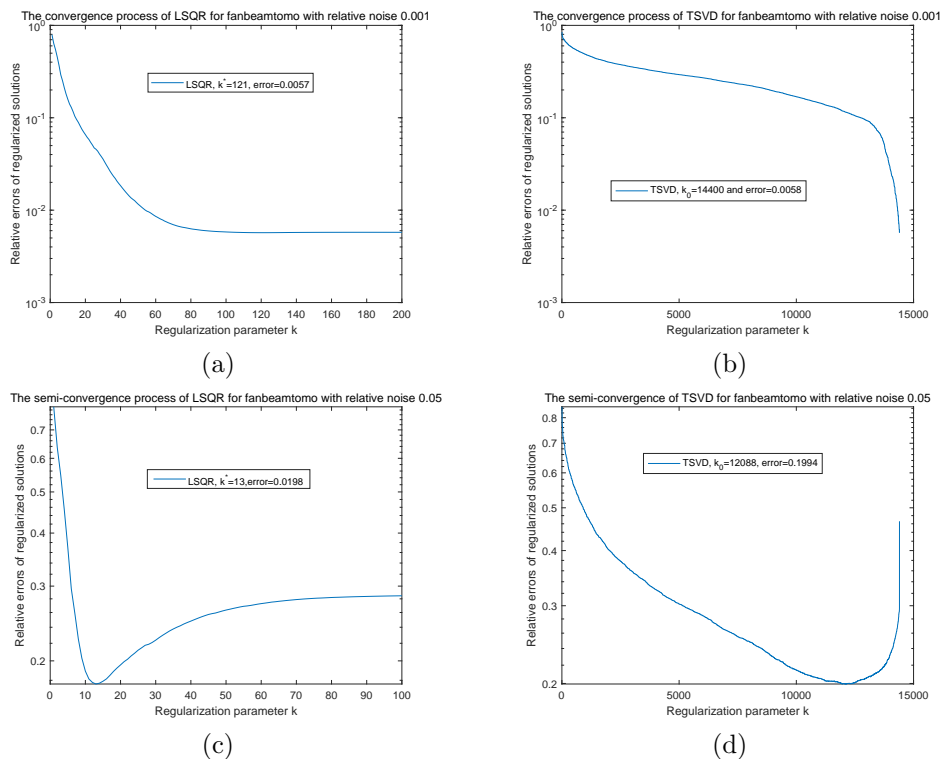 The convergence process of LSQR for fanbeamtomo with relative noise 0.001
Relative errors of regularized solutions
10^0
10^-1
10^-2
10^-3
LSQR, k^*=121, error=0.0057
0 20 40 60 80 100 120 140 160 180 200
Regularization parameter k
(a)
The convergence process of TSVD for fanbeamtomo with relative noise 0.001
Relative errors of regularized solutions
10^0
10^-1
10^-2
10^-3
TSVD, k_0=14400 and error=0.0058
0 5000 10000 15000
Regularization parameter k
(b)
The semi-convergence process of LSQR for fanbeamtomo with relative noise 0.05
Relative errors of regularized solutions
0.7
0.6
0.5
0.4
0.3
0.2
LSQR, k^*=13,error=0.0198
0 10 20 30 40 50 60 70 80 90 100
Regularization parameter k
(c)
The semi-convergence of TSVD for fanbeamtomo with relative noise 0.05
Relative errors of regularized solutions
0.8
0.7
0.6
0.5
0.4
0.3
0.2
TSVD, k_0=12088, error=0.1994
0 5000 10000 15000
Regularization parameter k
(d)